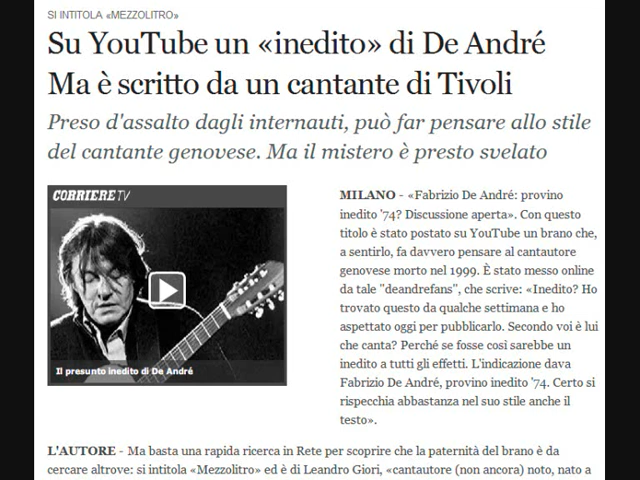 SI INTITOLA «MEZZOLITRO»
Su YouTube un «inedito» di De André
Ma è scritto da un cantante di Tivoli
Preso d'assalto dagli internauti, può far pensare allo stile
del cantante genovese. Ma il mistero è presto svelato
CORRIERE TV
Il presunto inedito di De André
MILANO - «Fabrizio De André: provino
inedito '74? Discussione aperta». Con questo
titolo è stato postato su YouTube un brano che,
a sentirlo, fa davvero pensare al cantautore
genovese morto nel 1999. È stato messo online
da tale "deandrefans", che scrive: «Inedito? Ho
trovato questo da qualche settimana e ho
aspettato oggi per pubblicarlo. Secondo voi è lui
che canta? Perché se fosse così sarebbe un
inedito a tutti gli effetti. L'indicazione dava
Fabrizio De André, provino inedito '74. Certo si
rispecchia abbastanza nel suo stile anche il
testo».
L'AUTORE - Ma basta una rapida ricerca in Rete per scoprire che la paternità del brano è da
cercare altrove: si intitola «Mezzolitro» ed è di Leandro Giori, «cantautore (non ancora) noto, nato a